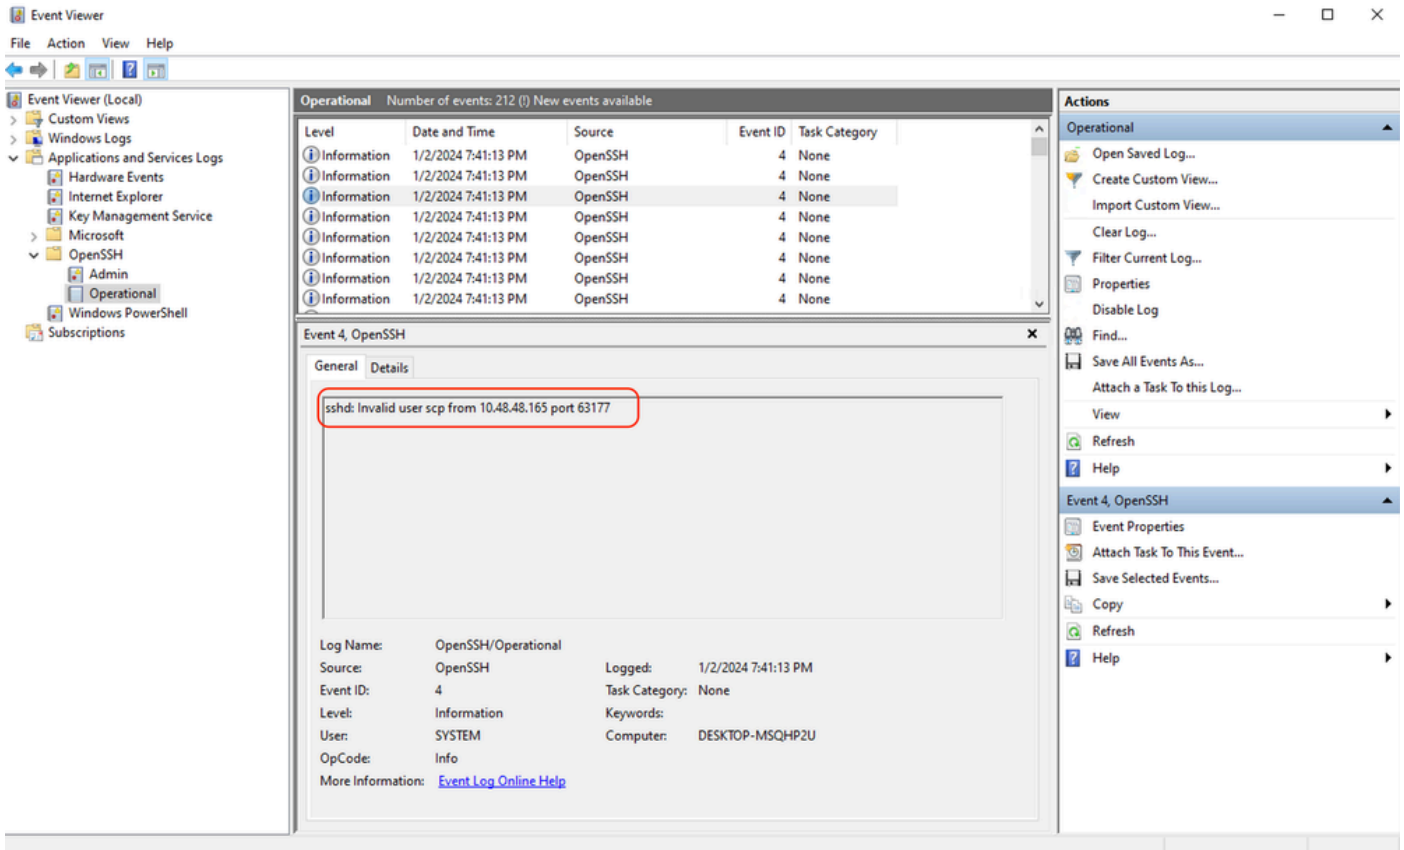 Event Viewer
File Action View Help
Event Viewer (Local)
Custom Views
Windows Logs
Applications and Services Logs
Hardware Events
Internet Explorer
Key Management Service
Microsoft
OpenSSH
Admin
Operational
Windows PowerShell
Subscriptions
Operational Number of events: 212 (!) New events available
Level Date and Time Source Event ID Task Category
Information 1/2/2024 7:41:13 PM OpenSSH 4 None
Information 1/2/2024 7:41:13 PM OpenSSH 4 None
Information 1/2/2024 7:41:13 PM OpenSSH 4 None
Information 1/2/2024 7:41:13 PM OpenSSH 4 None
Information 1/2/2024 7:41:13 PM OpenSSH 4 None
Information 1/2/2024 7:41:13 PM OpenSSH 4 None
Information 1/2/2024 7:41:13 PM OpenSSH 4 None
Information 1/2/2024 7:41:13 PM OpenSSH 4 None
Event 4, OpenSSH
General Details
sshd: Invalid user scp from 10.48.48.165 port 63177
Log Name: OpenSSH/Operational
Source: OpenSSH Logged: 1/2/2024 7:41:13 PM
Event ID: 4 Task Category: None
Level: Information Keywords:
User: SYSTEM Computer: DESKTOP-MSQHP2U
OpCode: Info
More Information: Event Log Online Help
Actions
Operational
Open Saved Log...
Create Custom View...
Import Custom View...
Clear Log...
Filter Current Log...
Properties
Disable Log
Find...
Save All Events As...
Attach a Task To this Log...
View
Refresh
Help
Event 4, OpenSSH
Event Properties
Attach Task To This Event...
Save Selected Events...
Copy
Refresh
Help